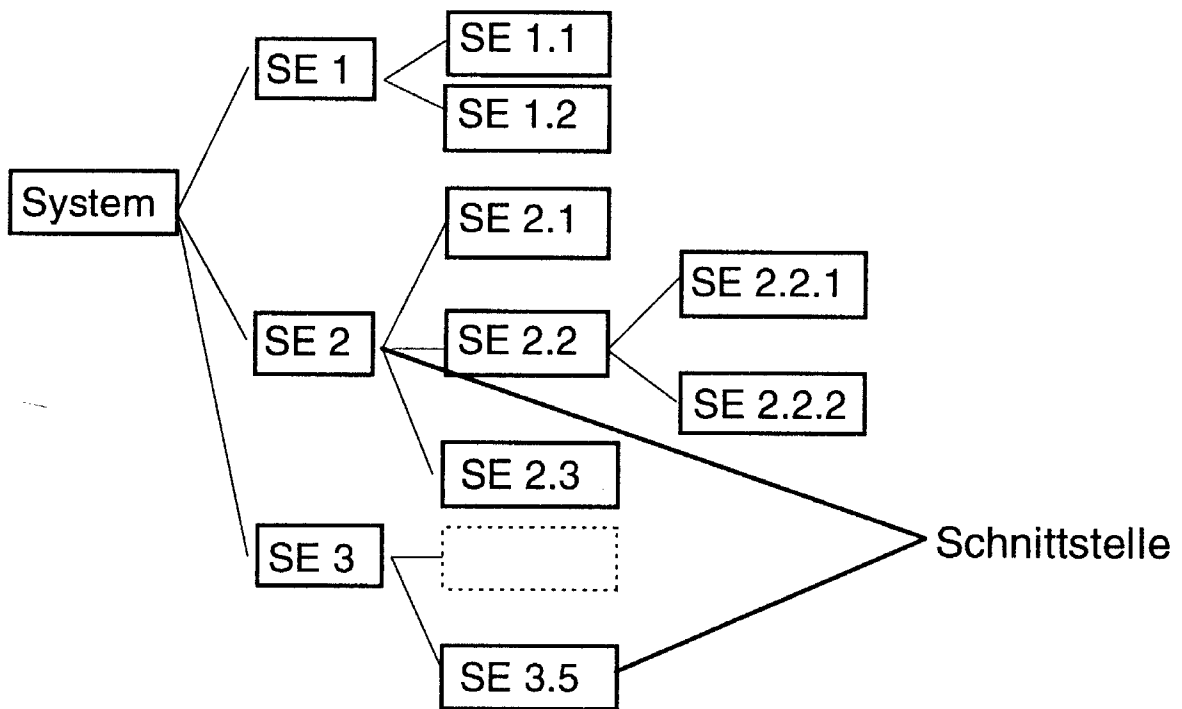 System
SE 1
SE 1.1
SE 1.2
SE 2
SE 2.1
SE 2.2
SE 2.2.1
SE 2.2.2
SE 2.3
SE 3
SE 3.5
Schnittstelle